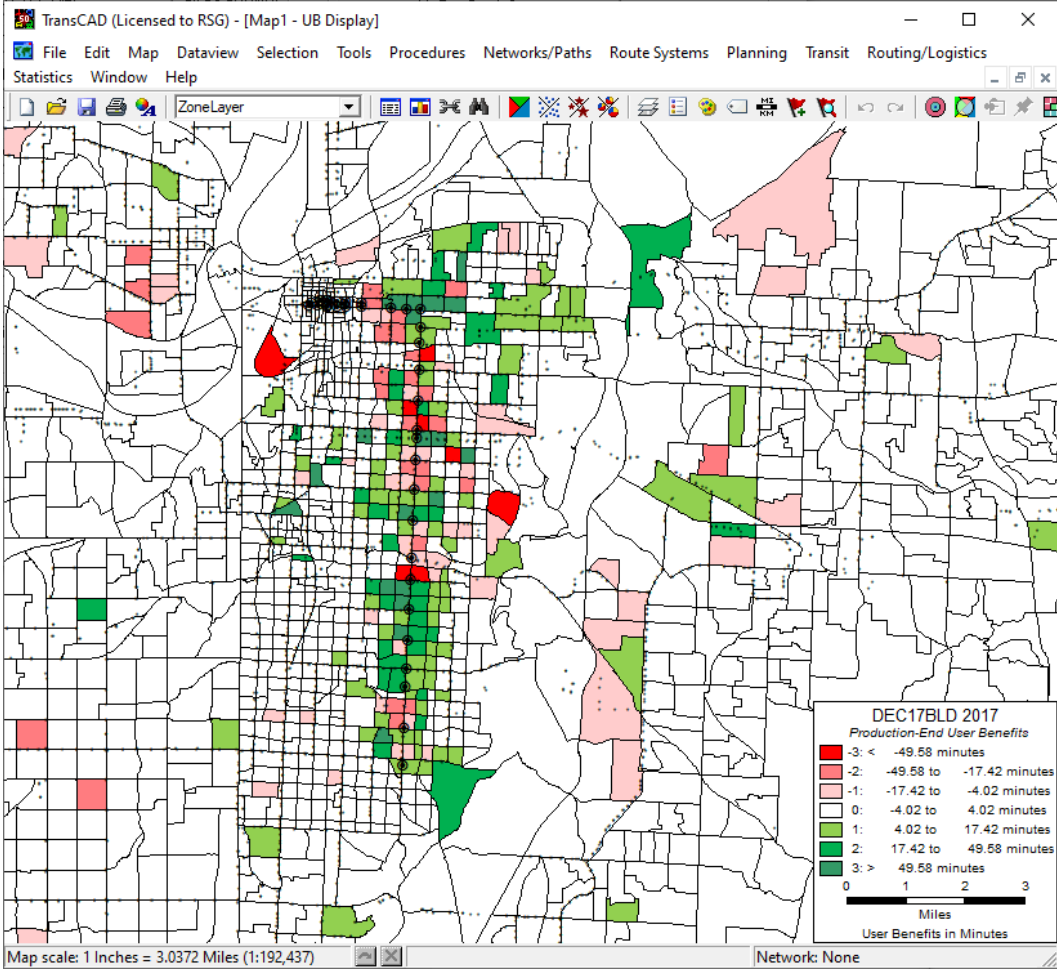 TransCAD (Licensed to RSG) - [Map1 - UB Display]
File Edit Map Dataview Selection Tools Procedures Networks/Paths Route Systems Planning Transit Routing/Logistics
Statistics Window Help
ZoneLayer
MI
KM
DEC17BLD 2017
Production-End User Benefits
-3: < -49.58 minutes
-2: -49.58 to -17.42 minutes
-1: -17.42 to -4.02 minutes
0: -4.02 to 4.02 minutes
1: 4.02 to 17.42 minutes
2: 17.42 to 49.58 minutes
3: > 49.58 minutes
0 1 2 3
Miles
User Benefits in Minutes
Map scale: 1 Inches = 3.0372 Miles (1:192,437) Network: None